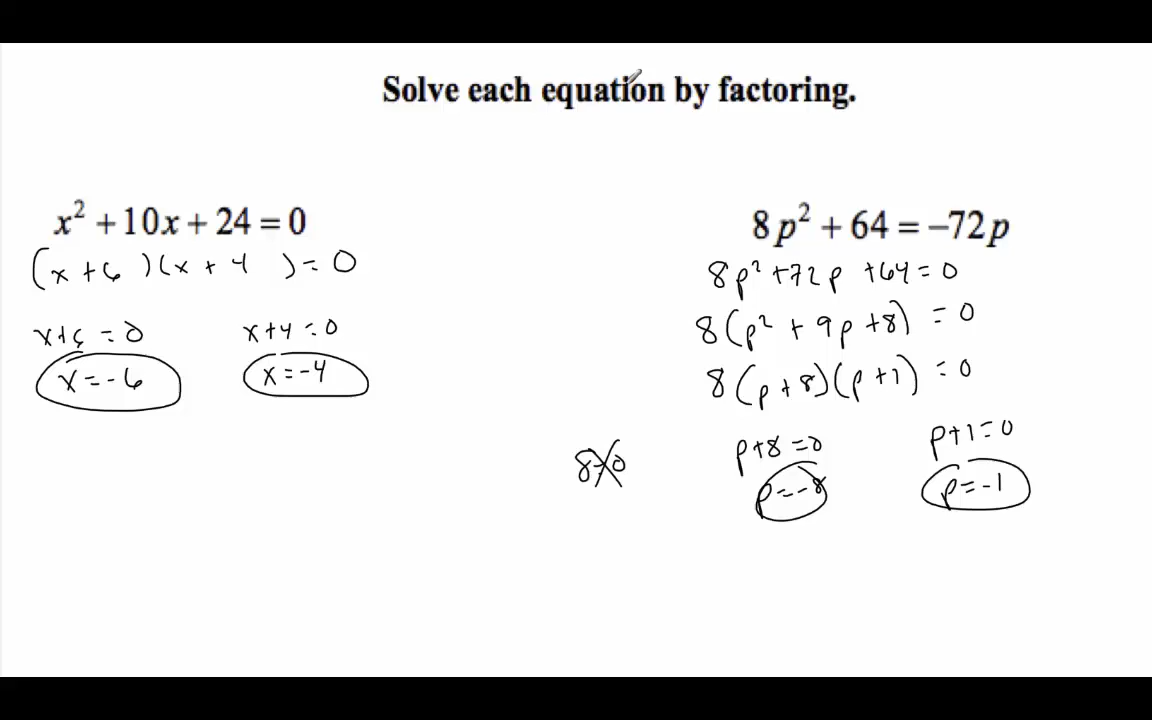 Solve each equation by factoring.
x² + 10x + 24 = 0
(x + 6 )(x + 4 ) = 0
x+6 = 0
x+4 = 0
x = -6
x = -4
8p² + 64 = –72p
8p² + 72p + 64 = 0
8(p² + 9p + 8) = 0
8(p + 8)(p + 1) = 0
8=0
p+8 = 0
p+1 = 0
p = -8
p = -1